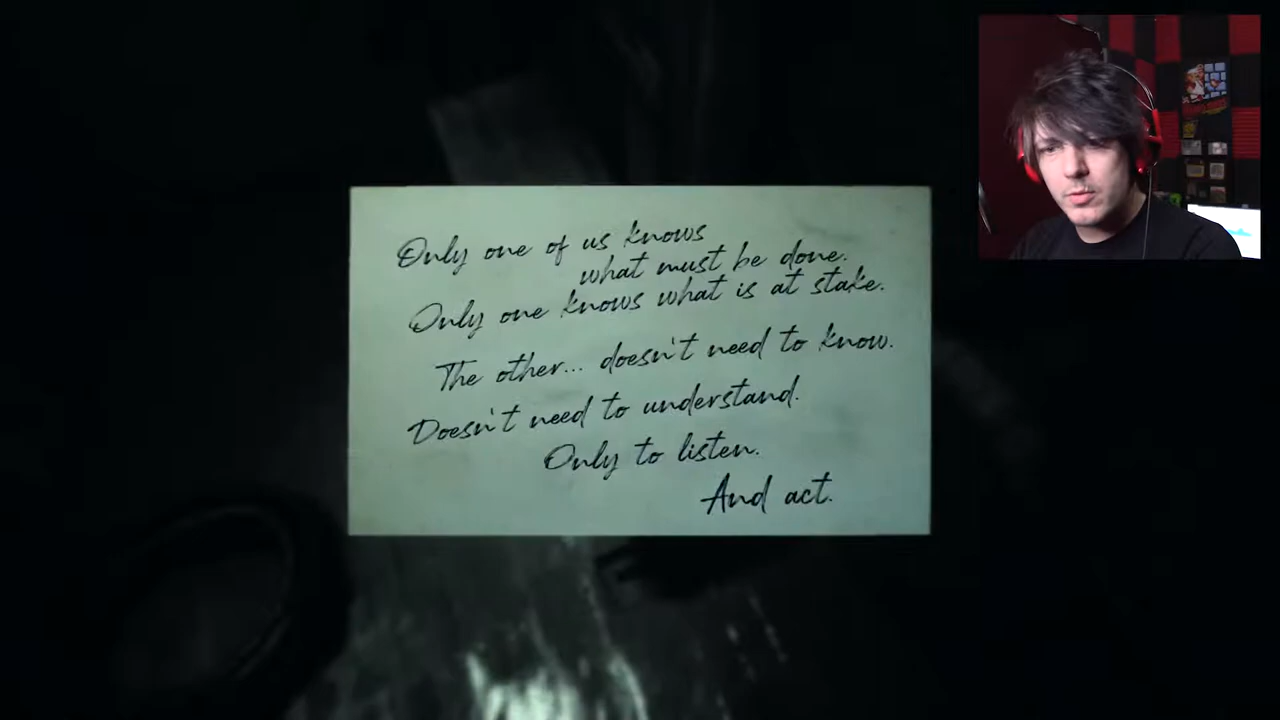 Only one of us knows
what must be done.
Only one knows what is at stake.
The other... doesn't need to know.
Doesn't need to understand.
Only to listen.
And act.